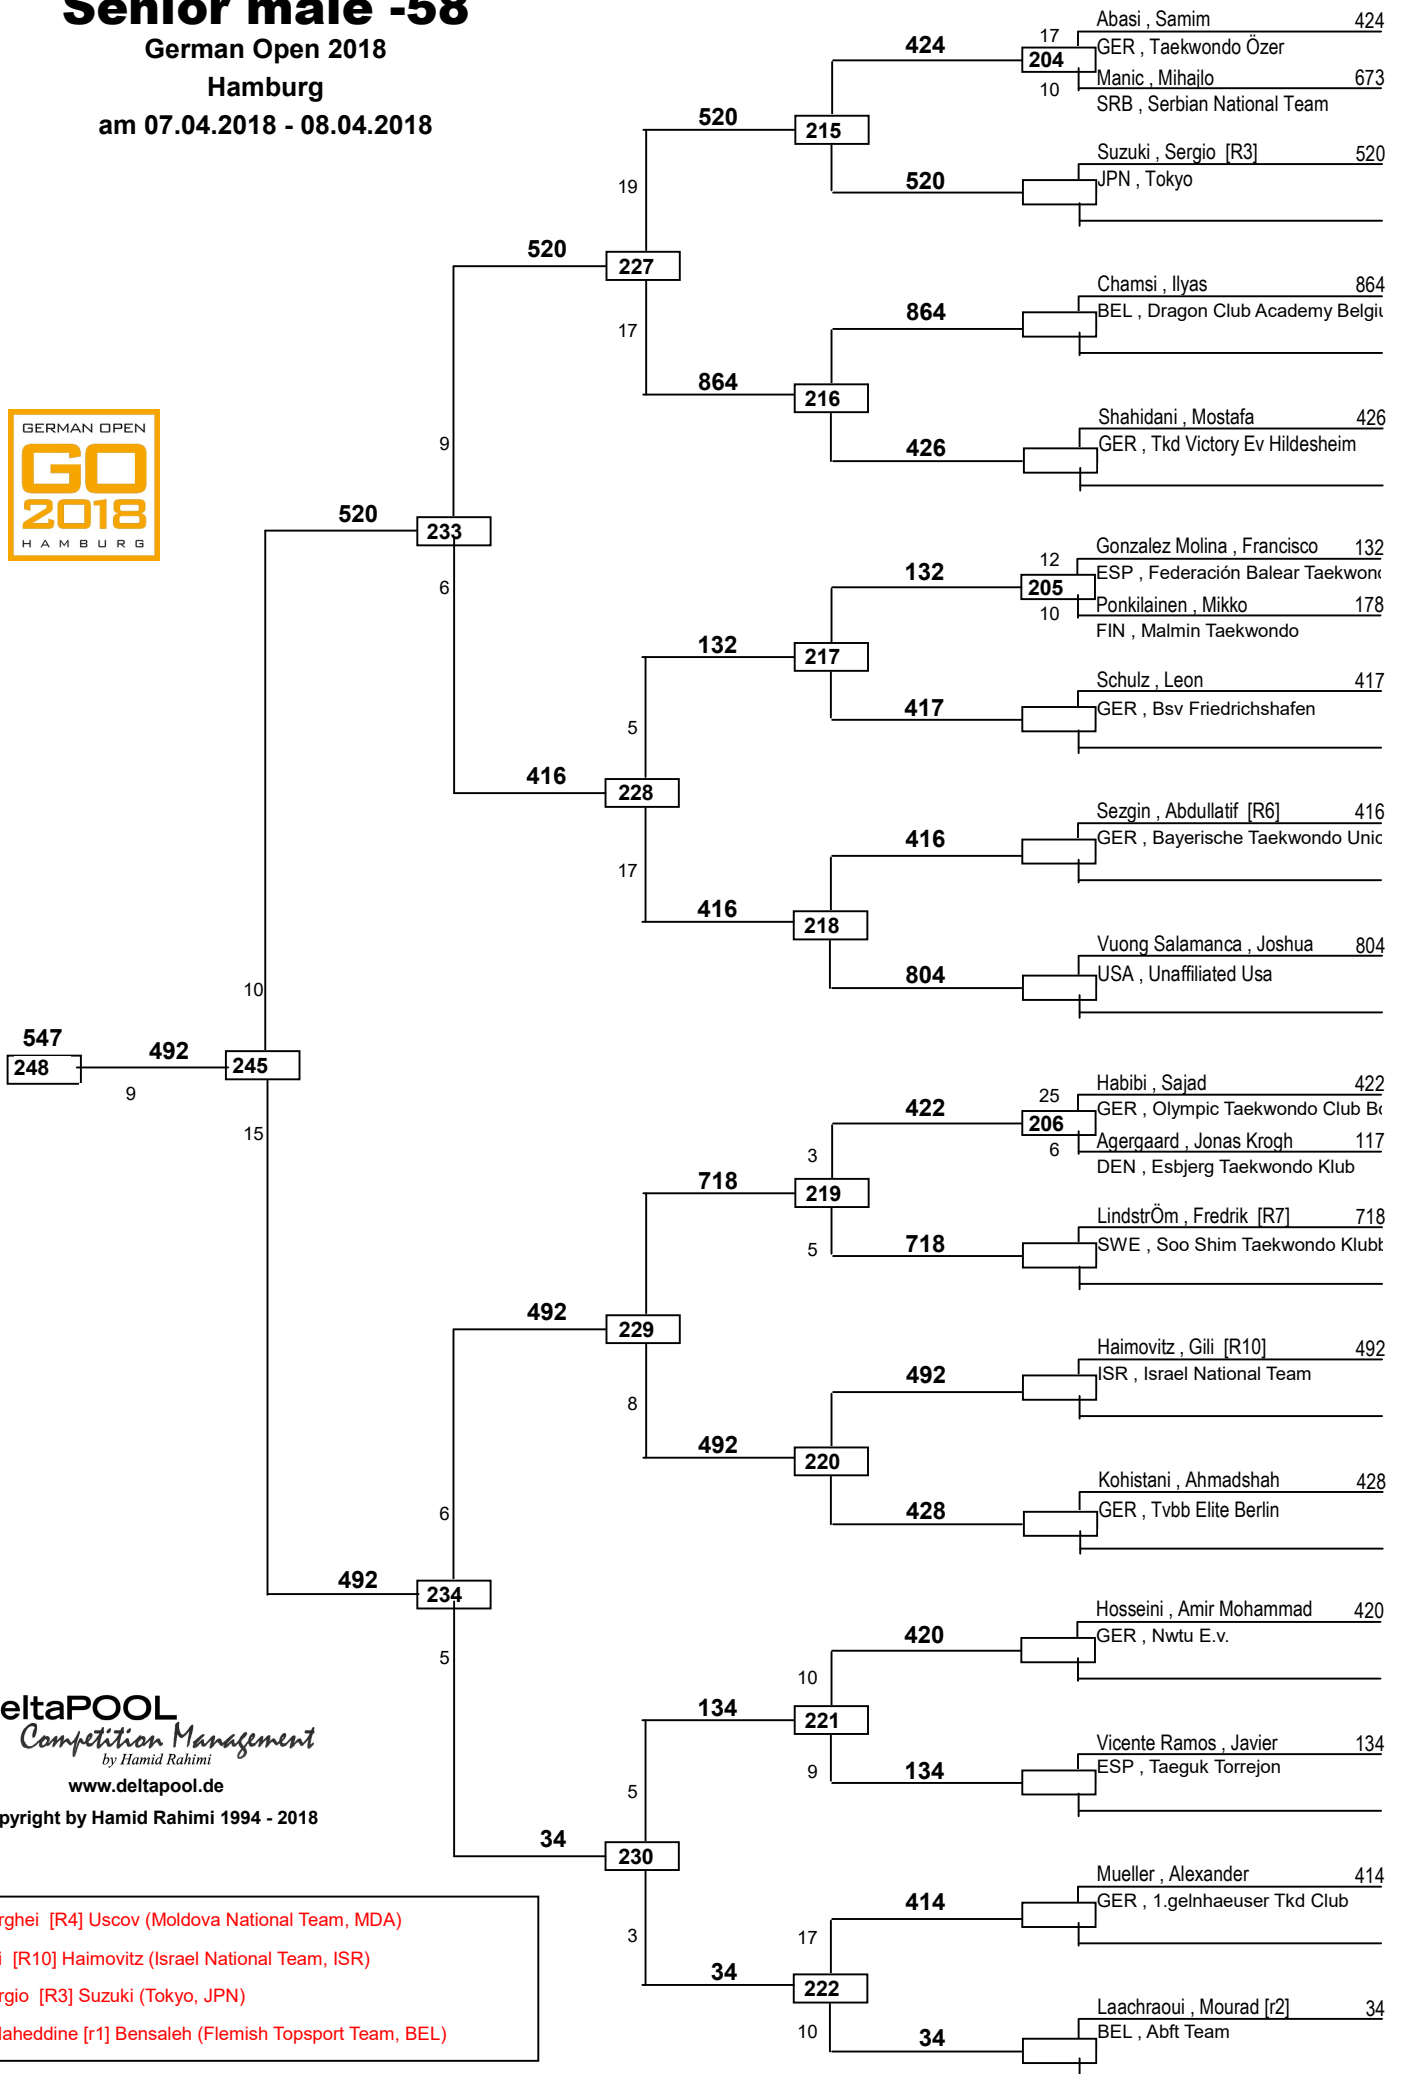 Senior male -58
German Open 2018
Hamburg
am 07.04.2018 - 08.04.2018
GERMAN OPEN
GO
2018
HAMBURG
Abasi , Samim 424
17
424
204
GER , Taekwondo Özer
Manic , Mihajlo 673
10
SRB , Serbian National Team
520
215
Suzuki , Sergio [R3] 520
520
JPN , Tokyo
19
520
227
Chamsi , Ilyas 864
864
BEL , Dragon Club Academy
17
864
216
Shahidani , Mostafa 426
426
GER , Tkd Victory Ev Hildesheim
9
520
233
6
Gonzalez Molina , Francisco 132
12
132
205
ESP , Federación Balear
Ponkilainen , Mikko 178
10
FIN , Malmin Taekwondo
132
217
Schulz , Leon 417
417
GER , Bsv Friedrichshafen
5
416
228
Sezgin , Abdullatif [R6] 416
416
GER , Bayerische Taekwondo
17
416
218
Vuong Salamanca , Joshua 804
804
USA , Unaffiliated Usa
10
547
248
492
245
9
15
Habibi , Sajad 422
25
422
206
GER , Olympic Taekwondo Club
Agergaard , Jonas Krogh 117
6
DEN , Esbjerg Taekwondo Klub
3
718
219
5
LindstrÖm , Fredrik [R7] 718
718
SWE , Soo Shim Taekwondo
492
229
Haimovitz , Gili [R10] 492
492
ISR , Israel National Team
8
492
220
Kohistani , Ahmadshah 428
428
GER , Tvbb Elite Berlin
6
492
234
5
Hosseini , Amir Mohammad 420
420
GER , Nwtu E.v.
10
134
221
9
Vicente Ramos , Javier 134
134
ESP , Taeguk Torrejon
5
34
230
Mueller , Alexander 414
414
GER , 1.gelnhaeuser Tkd Club
3
17
34
222
10
Laachraoui , Mourad [r2] 34
34
BEL , Abft Team
eltaPOOL
Competition Management
by Hamid Rahimi
www.deltapool.de
pyright by Hamid Rahimi 1994 - 2018
rghei [R4] Uscov (Moldova National Team, MDA)
i [R10] Haimovitz (Israel National Team, ISR)
rgio [R3] Suzuki (Tokyo, JPN)
laheddine [r1] Bensaleh (Flemish Topsport Team, BEL)